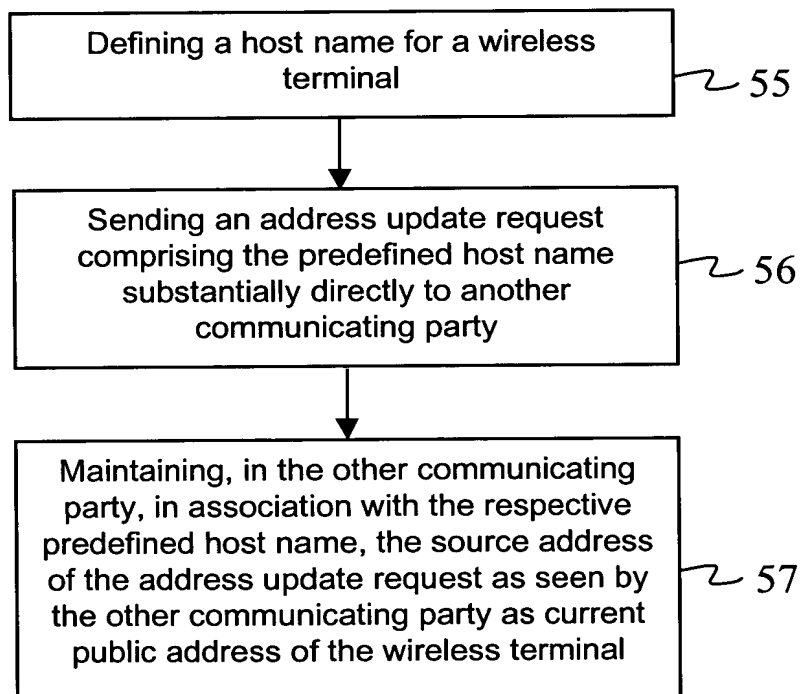 Defining a host name for a wireless
terminal
55
Sending an address update request
comprising the predefined host name
substantially directly to another
communicating party
56
Maintaining, in the other communicating
party, in association with the respective
predefined host name, the source address
of the address update request as seen by
the other communicating party as current
public address of the wireless terminal
57